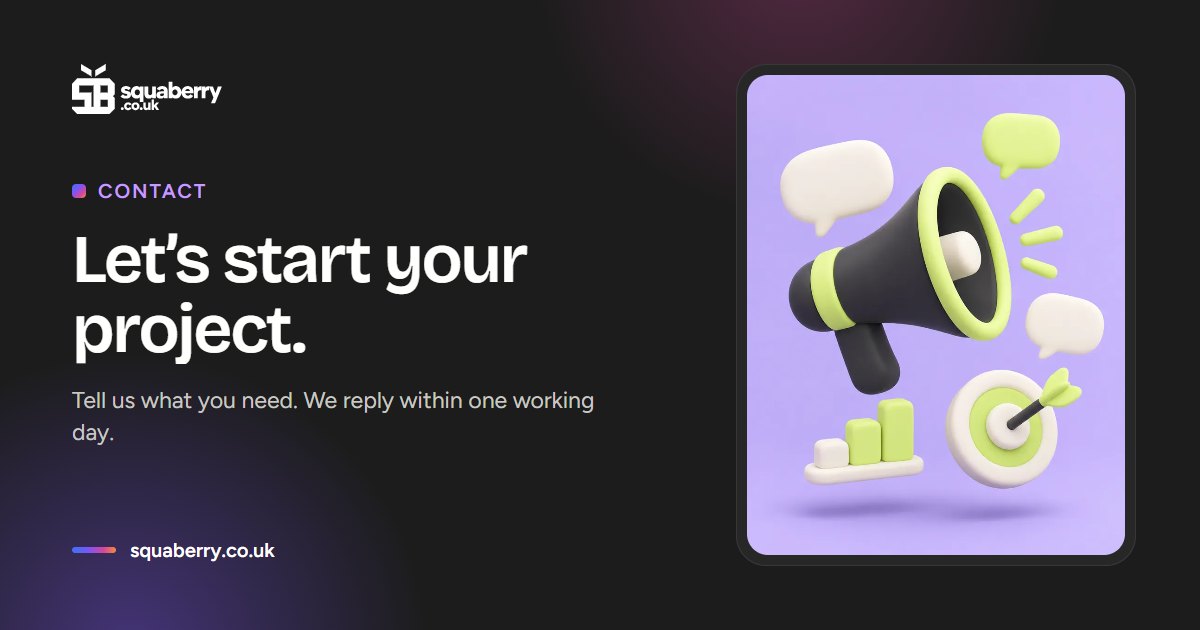 squaberry
.co.uk
CONTACT
Let’s start your
project.
Tell us what you need. We reply within one working
day.
squaberry.co.uk